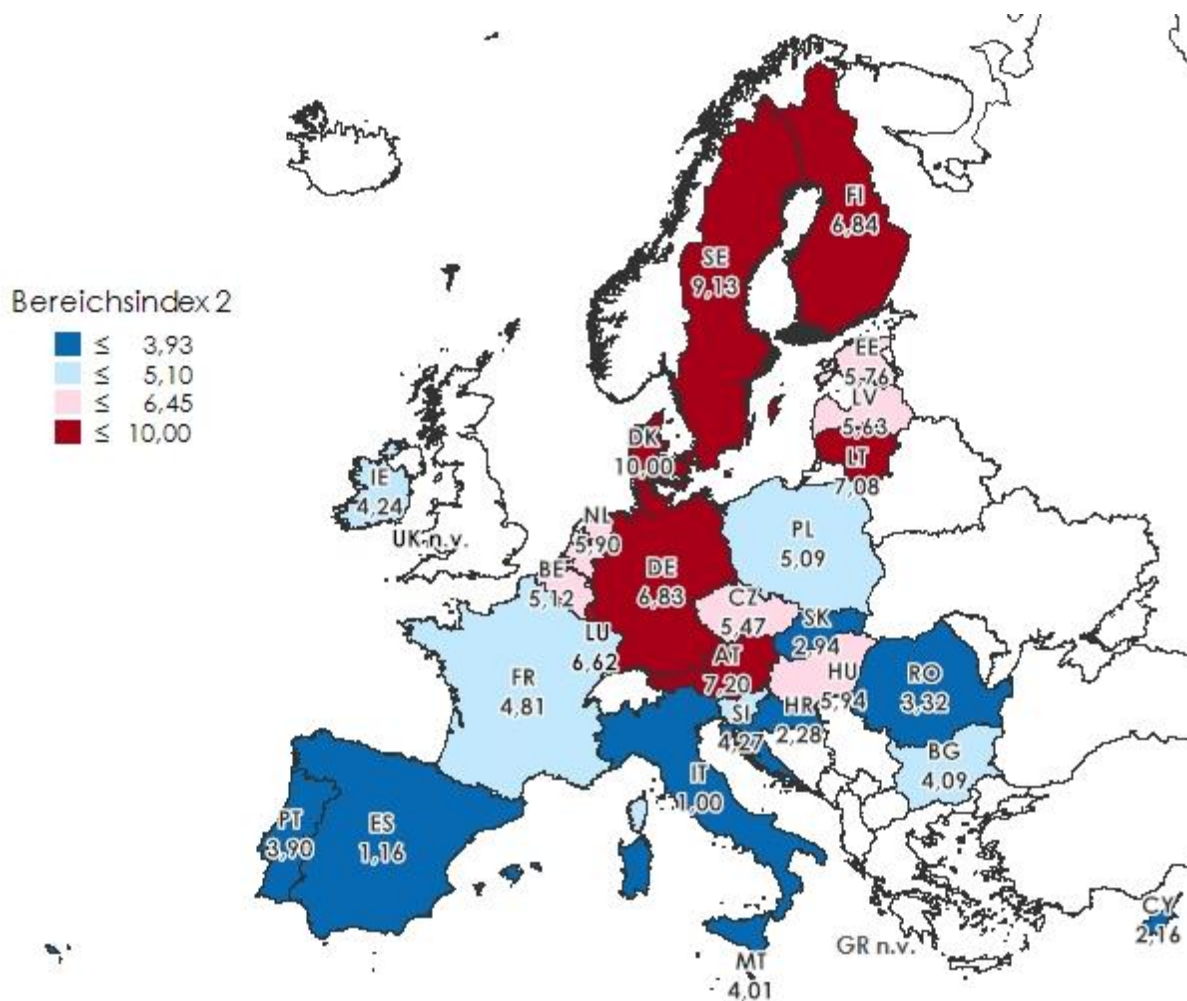 Bereichsindex 2
≤ 3,93
≤ 5,10
≤ 6,45
≤ 10,00
FI
6,84
SE
9,13
EE
5,76
LV
5,63
LT
7,08
DK
10,00
IE
4,24
UK n.v.
NL
5,90
BE
5,12
DE
6,83
PL
5,09
CZ
5,47
SK
2,94
LU
6,62
AT
7,20
HU
5,94
RO
3,32
FR
4,81
SI
4,27
HR
2,28
BG
4,09
IT
1,00
PT
3,90
ES
1,16
CY
2,16
GR n.v.
MT
4,01